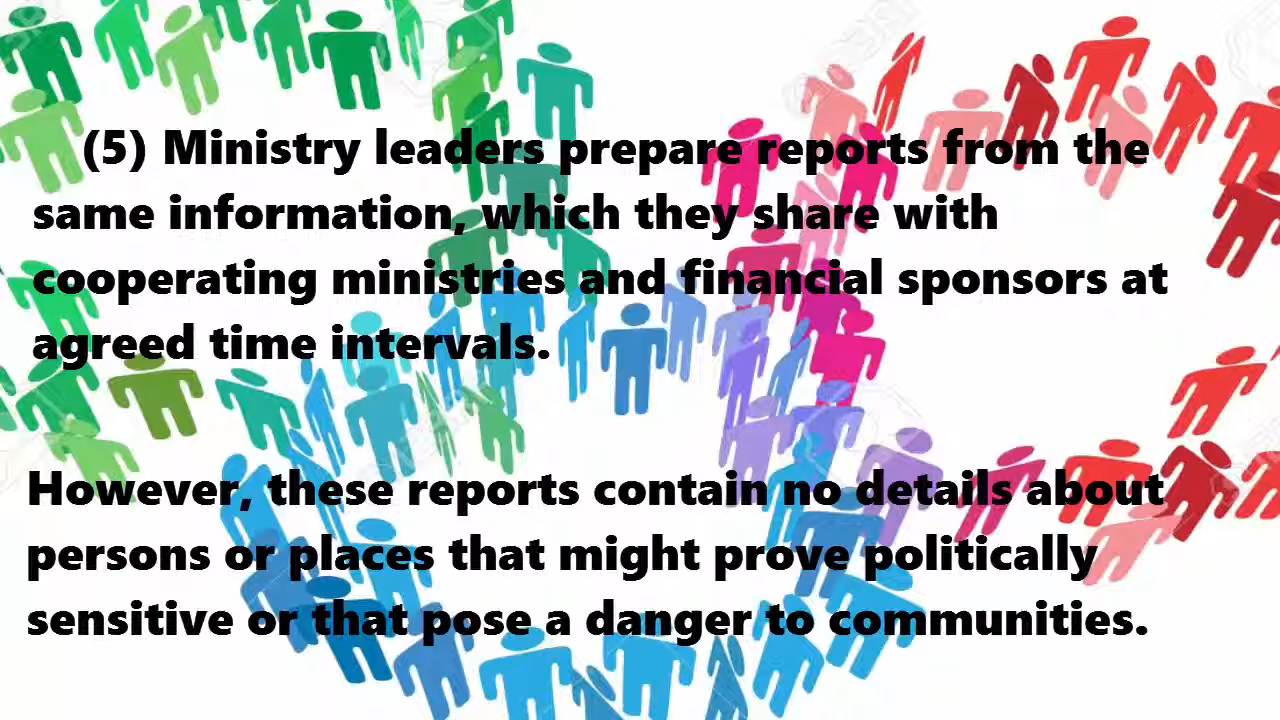 (5) Ministry leaders prepare reports from the
same information, which they share with
cooperating ministries and financial sponsors at
agreed time intervals.
However, these reports contain no details about
persons or places that might prove politically
sensitive or that pose a danger to communities.